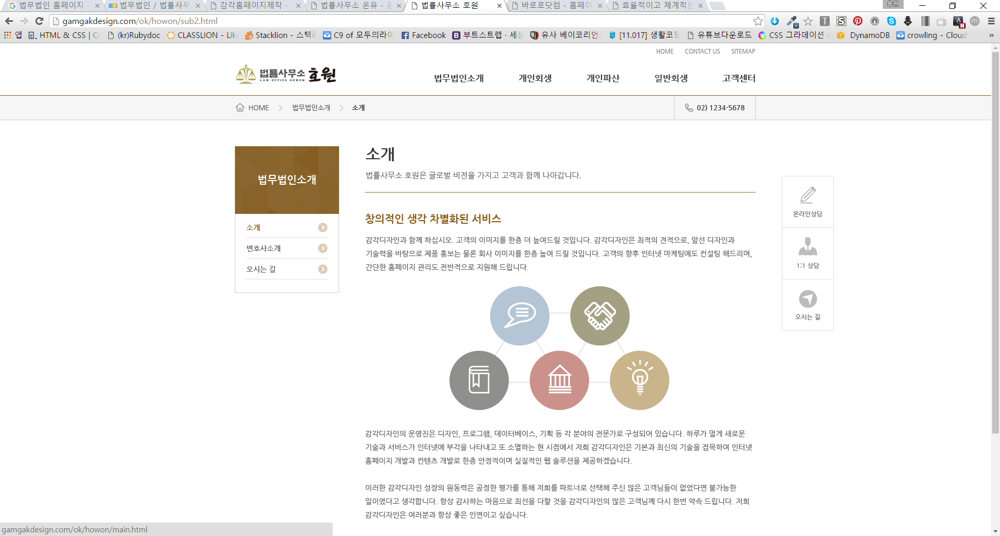 법무법인 홈페이지
법무법인 / 법률사무
감각홈페이지제작 -
법률사무소 온유 - 홈
법률사무소 호원
바로로닷컴 - 홈페이
효율적이고 체계적인
용현
gamgakdesign.com/ok/howon/sub2.html
앱
HTML & CSS | Co
(kr)Rubydoc
CLASSLION - Like
Stacklion - 스택
C9 of 모두의라이
Facebook
부트스트랩 · 세상
유사 베이코리언
[11.017] 생활코딩
유튜브다운로드
CSS 그라데이션
DynamoDB
crowling - Cloud
»
HOME CONTACT US SITEMAP
법률사무소 호원
LAW OFFICE HOWON
법무법인소개 개인회생 개인파산 일반회생 고객센터
HOME 법무법인소개 소개
02) 1234-5678
법무법인소개
소개
변호사소개
오시는 길
소개
법률사무소 호원은 글로벌 비전을 가지고 고객과 함께 나아갑니다.
창의적인 생각 차별화된 서비스
감각디자인과 함께 하십시오. 고객의 이미지를 한층 더 높여드릴 것입니다. 감각디자인은 최적의 견적으로, 앞선 디자인과
기술력을 바탕으로 제품 홍보는 물론 회사 이미지를 한층 높여 드릴 것입니다. 고객의 향후 인터넷 마케팅에도 컨설팅 해드리며,
간단한 홈페이지 관리도 전반적으로 지원해 드립니다.
감각디자인의 운영진은 디자인, 프로그램, 데이터베이스, 기획 등 각 분야의 전문가로 구성되어 있습니다. 하루가 멀게 새로운
기술과 서비스가 인터넷에 부각을 나타내고 또 소멸하는 현 시점에서 저희 감각디자인은 기본과 최신의 기술을 접목하여 인터넷
홈페이지 개발과 컨텐츠 개발로 한층 안정적이며 실질적인 웹 솔루션을 제공하겠습니다.
이러한 감각디자인 성장의 원동력은 공정한 평가를 통해 저희를 파트너로 선택해 주신 많은 고객님들이 없었다면 불가능한
일이였다고 생각합니다. 항상 감사하는 마음으로 최선을 다할 것을 감각디자인의 많은 고객님께 다시 한번 약속 드립니다. 저희
감각디자인은 여러분과 항상 좋은 인연이고 싶습니다.
온라인상담
1:1 상담
오시는 길
gamgakdesign.com/ok/howon/main.html